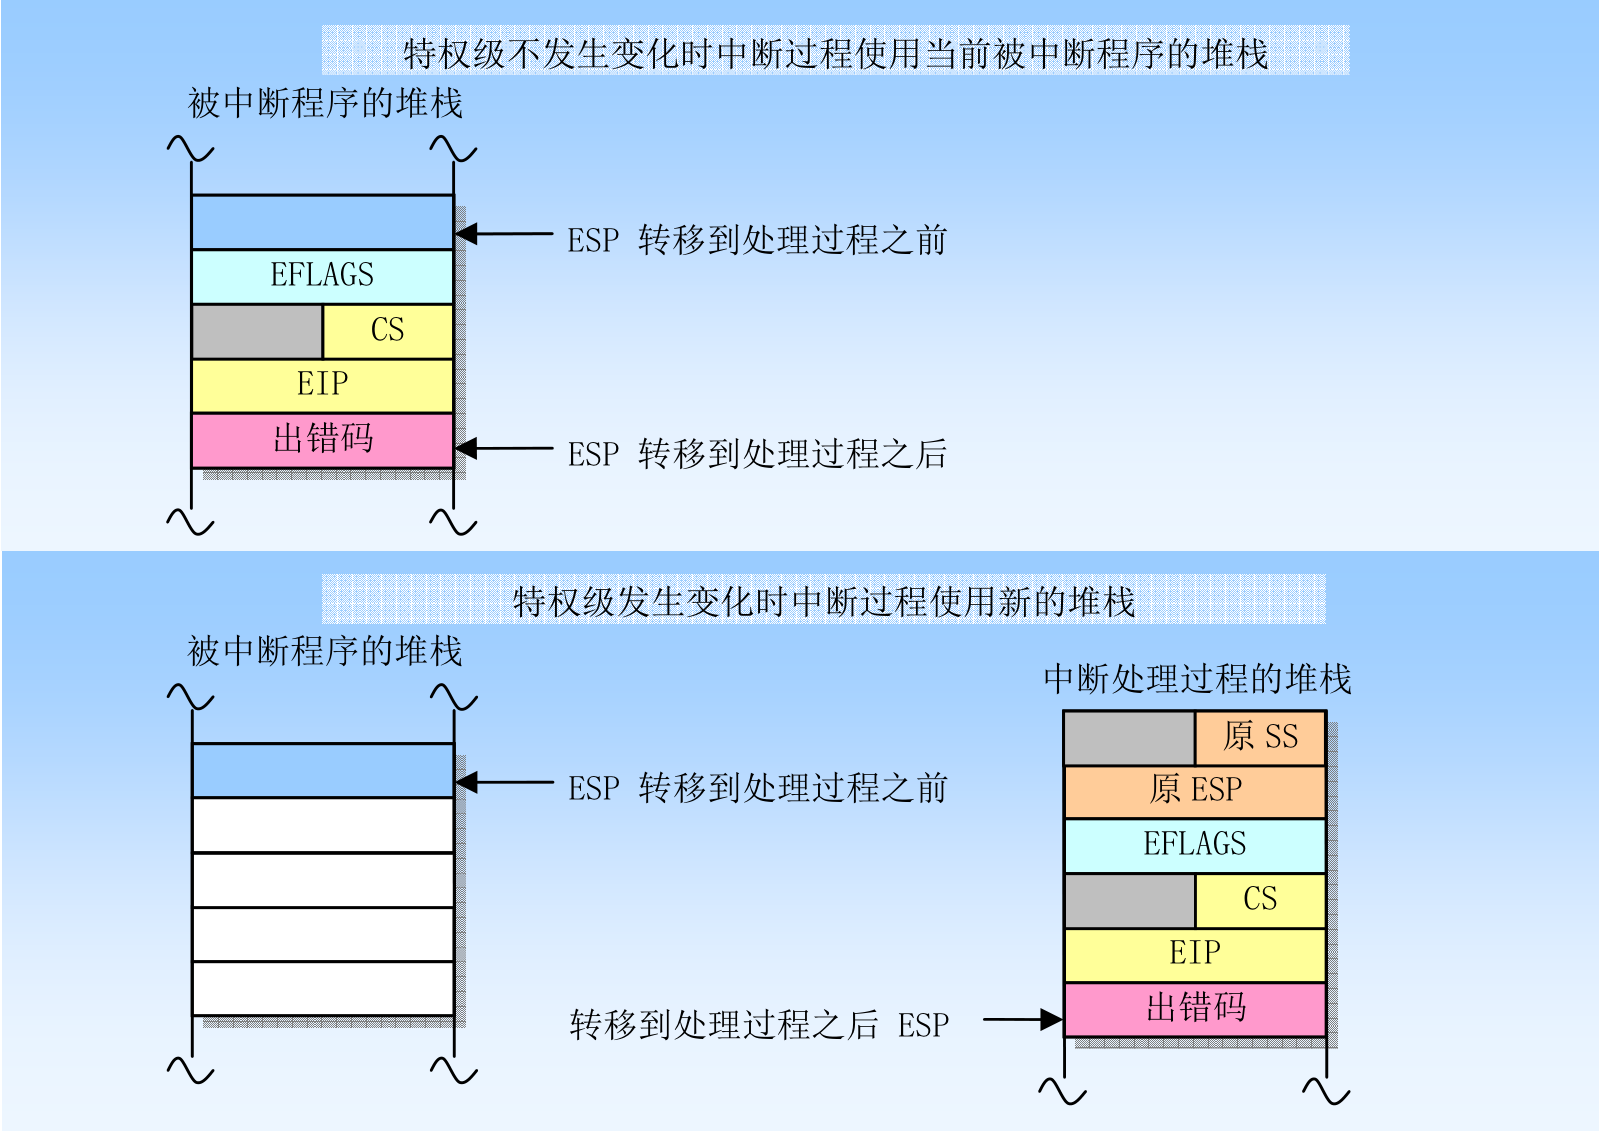 特权级不发生变化时中断过程使用当前被中断程序的堆栈
被中断程序的堆栈
ESP 转移到处理过程之前
EFLAGS
CS
EIP
出错码
ESP 转移到处理过程之后
特权级发生变化时中断过程使用新的堆栈
被中断程序的堆栈
中断处理过程的堆栈
原 SS
ESP 转移到处理过程之前
原 ESP
EFLAGS
CS
EIP
出错码
转移到处理过程之后 ESP